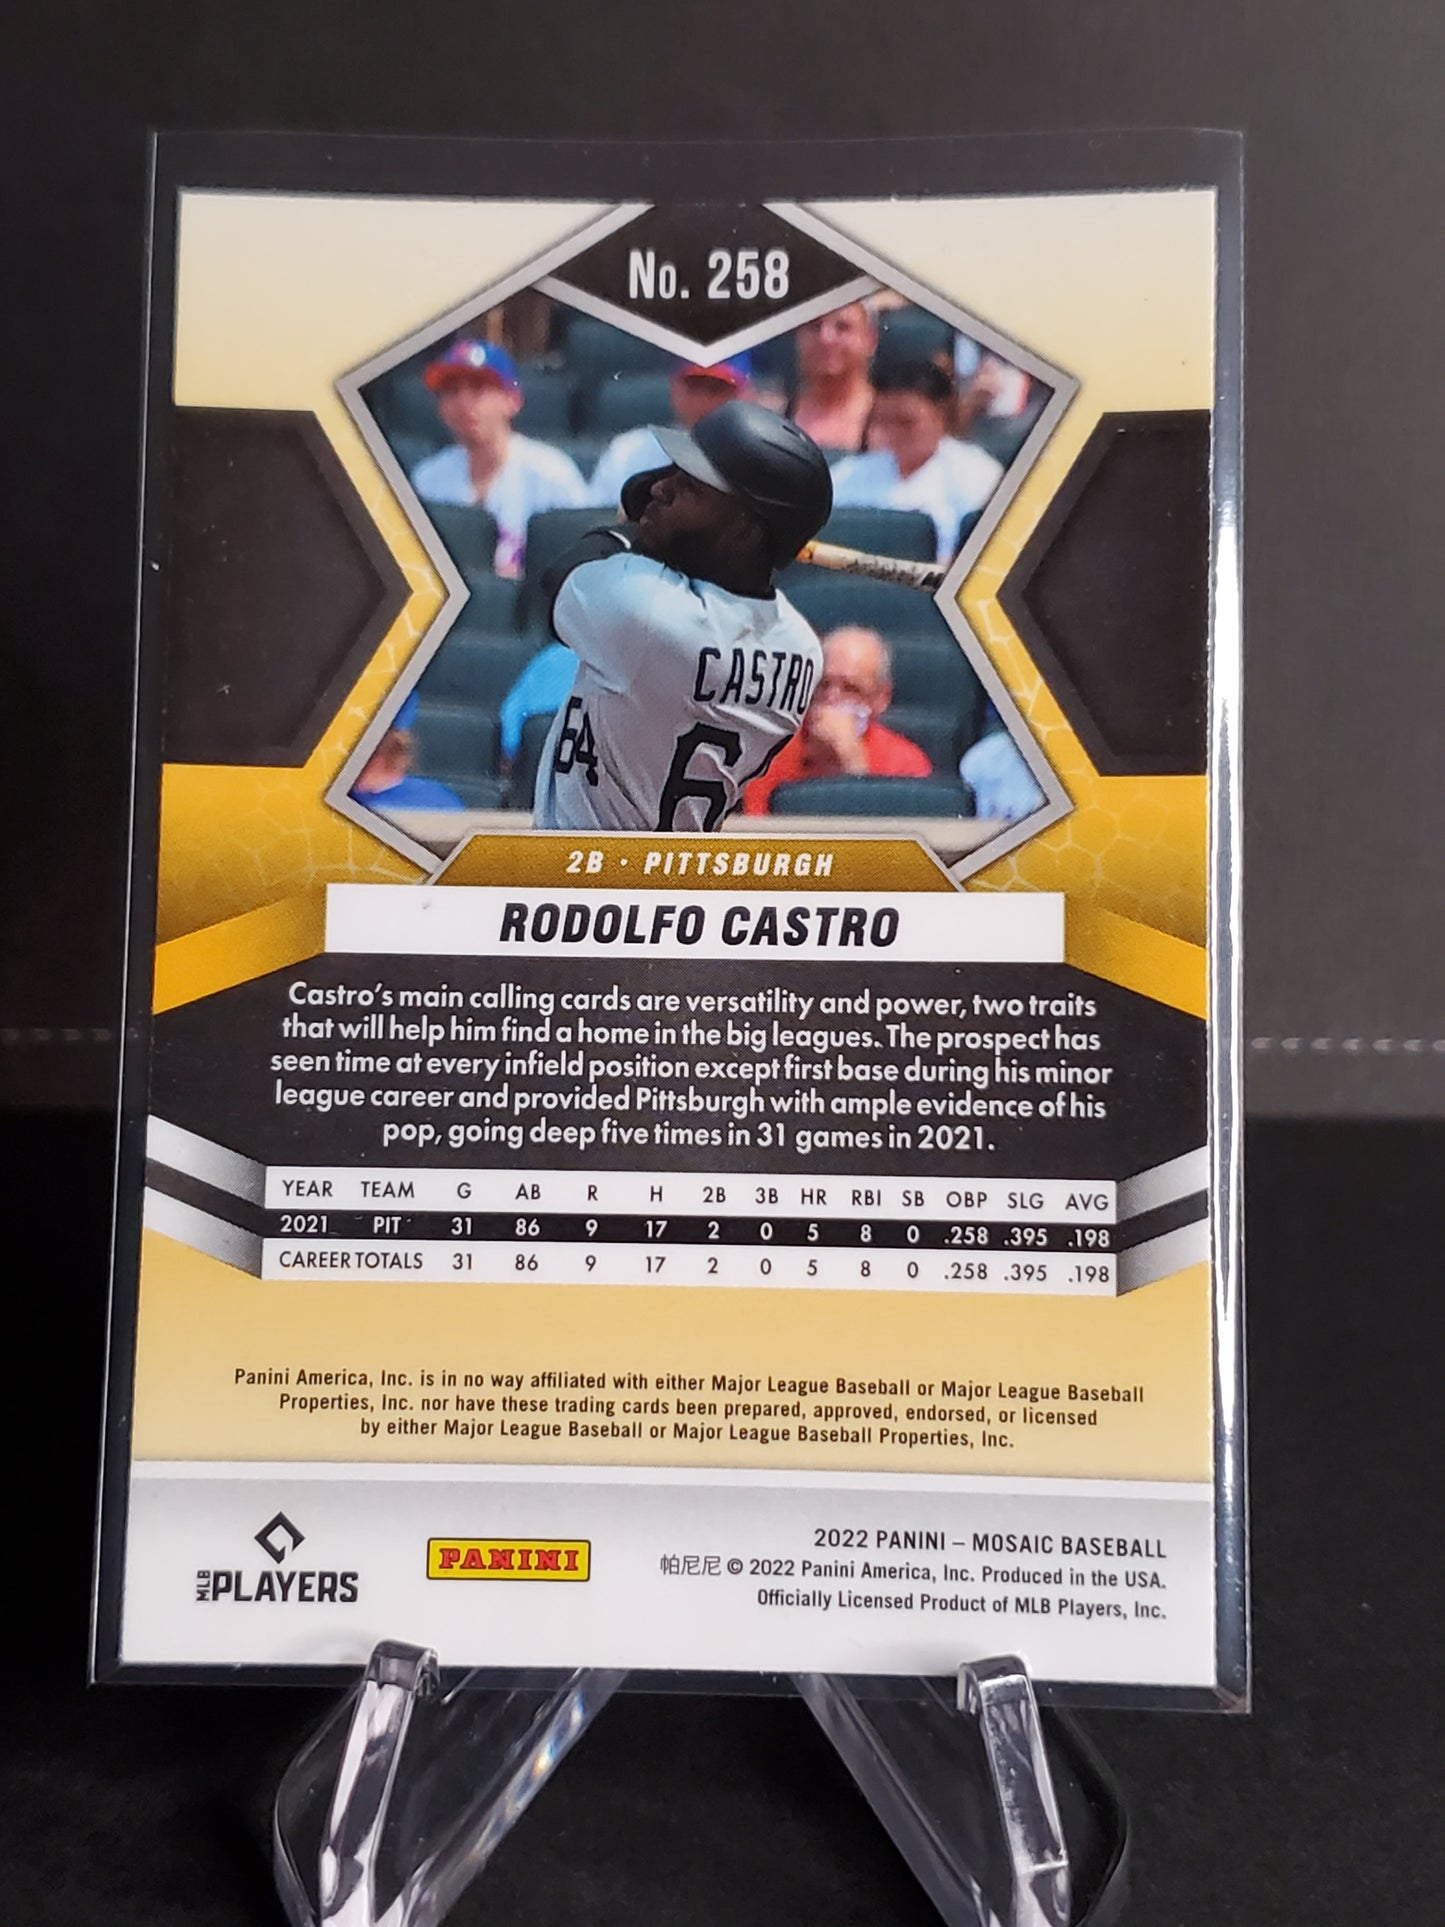 No. 258
CASTRO
64
64
2B · PITTSBURGH
RODOLFO CASTRO
Castro's main calling cards are versatility and power, two traits
that will help him find a home in the big leagues. The prospect has
seen time at every infield position except first base during his minor
league career and provided Pittsburgh with ample evidence of his
pop, going deep five times in 31 games in 2021.
YEAR TEAM G AB R H 2B 3B HR RBI SB OBP SLG AVG
2021 PIT 31 86 9 17 2 0 5 8 0 .258 .395 .198
CAREER TOTALS 31 86 9 17 2 0 5 8 0 .258 .395 .198
Panini America, Inc. is in no way affiliated with either Major League Baseball or Major League Baseball
Properties, Inc. nor have these trading cards been prepared, approved, endorsed, or licensed
by either Major League Baseball or Major League Baseball Properties, Inc.
MLB PLAYERS
PANINI
2022 PANINI – MOSAIC BASEBALL
帕尼尼 © 2022 Panini America, Inc. Produced in the USA.
Officially Licensed Product of MLB Players, Inc.